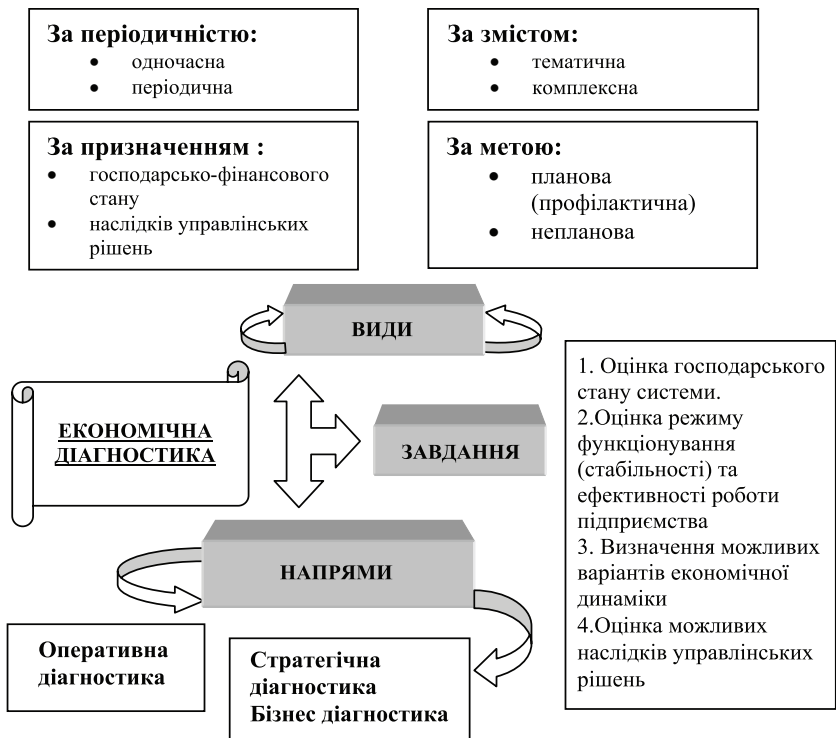 За періодичністю:
• одночасна
• періодична
За змістом:
• тематична
• комплексна
За призначенням :
• господарсько-фінансового
стану
• наслідків управлінських
рішень
За метою:
• планова
(профілактична)
• непланова
ВИДИ
ЕКОНОМІЧНА
ДІАГНОСТИКА
ЗАВДАННЯ
1. Оцінка господарського
стану системи.
2.Оцінка режиму
функціонування
(стабільності) та
ефективності роботи
підприємства
3. Визначення можливих
варіантів економічної
динаміки
4.Оцінка можливих
наслідків управлінських
рішень
НАПРЯМИ
Оперативна
діагностика
Стратегічна
діагностика
Бізнес діагностика